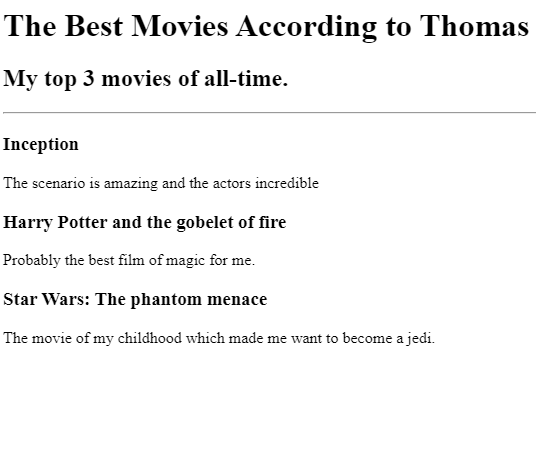 The Best Movies According to Thomas
My top 3 movies of all-time.
Inception
The scenario is amazing and the actors incredible
Harry Potter and the gobelet of fire
Probably the best film of magic for me.
Star Wars: The phantom menace
The movie of my childhood which made me want to become a jedi.